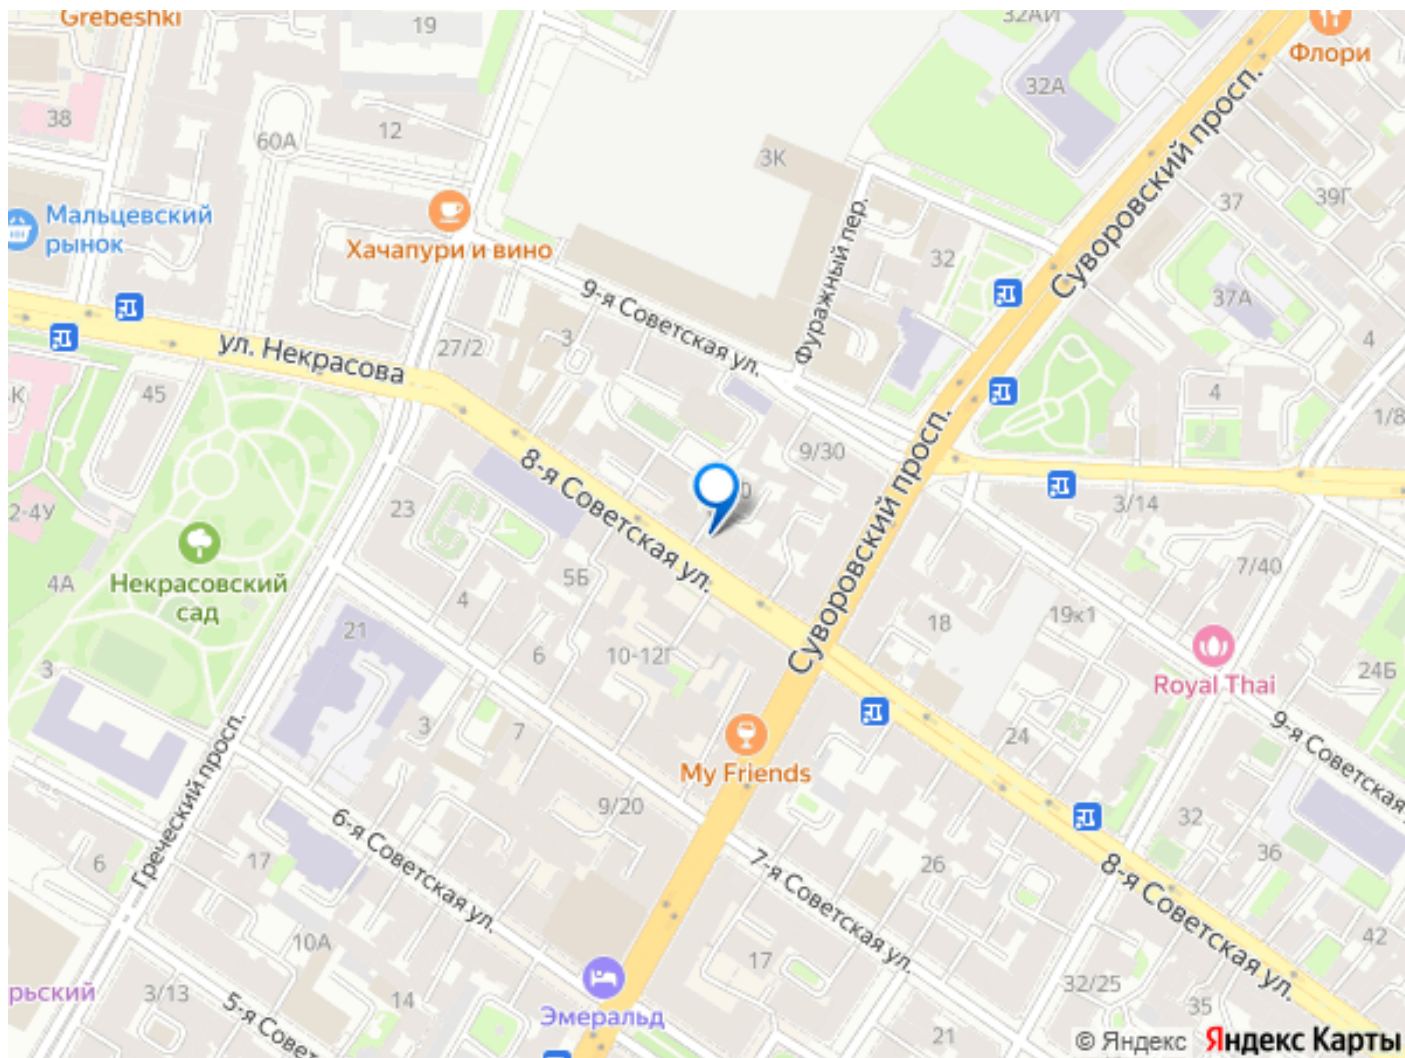 Grebeshki
19
32АИ
Флори
32А
38
12
60А
3К
Суворовский просп.
37
39Г
Мальцевский
рынок
Хачапури и вино
Фуражный пер.
32
37А
9-я Советская ул.
ул. Некрасова
27/2
3
4
45
4
1/8
9/30
8-я Советская ул.
Суворовский просп.
23
3/14
2-4У
4А
Некрасовский
сад
5Б
7/40
4
18
19к1
21
6
10-12Г
Royal Thai
24Б
3
Греческий просп.
3
7
24
My Friends
9-я Советская
9/20
6-я Советская ул.
32
6
17
7-я Советская ул.
26
8-я Советская ул.
36
10А
42
17
рьский
3/13
5-я Совет
14
Эмеральд
32/25
35
21
© Яндекс Яндекс Карты